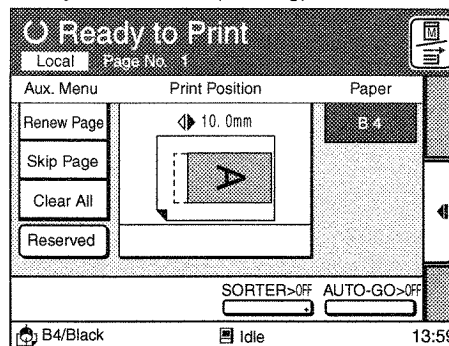 Ready to Print
Local Page No. 1
Aux. Menu Print Position Paper
Renew Page 10. 0mm B4
Skip Page
A
Clear All
Reserved
SORTER>OFF AUTO-GO>OFF
B4/Black Idle 13:59